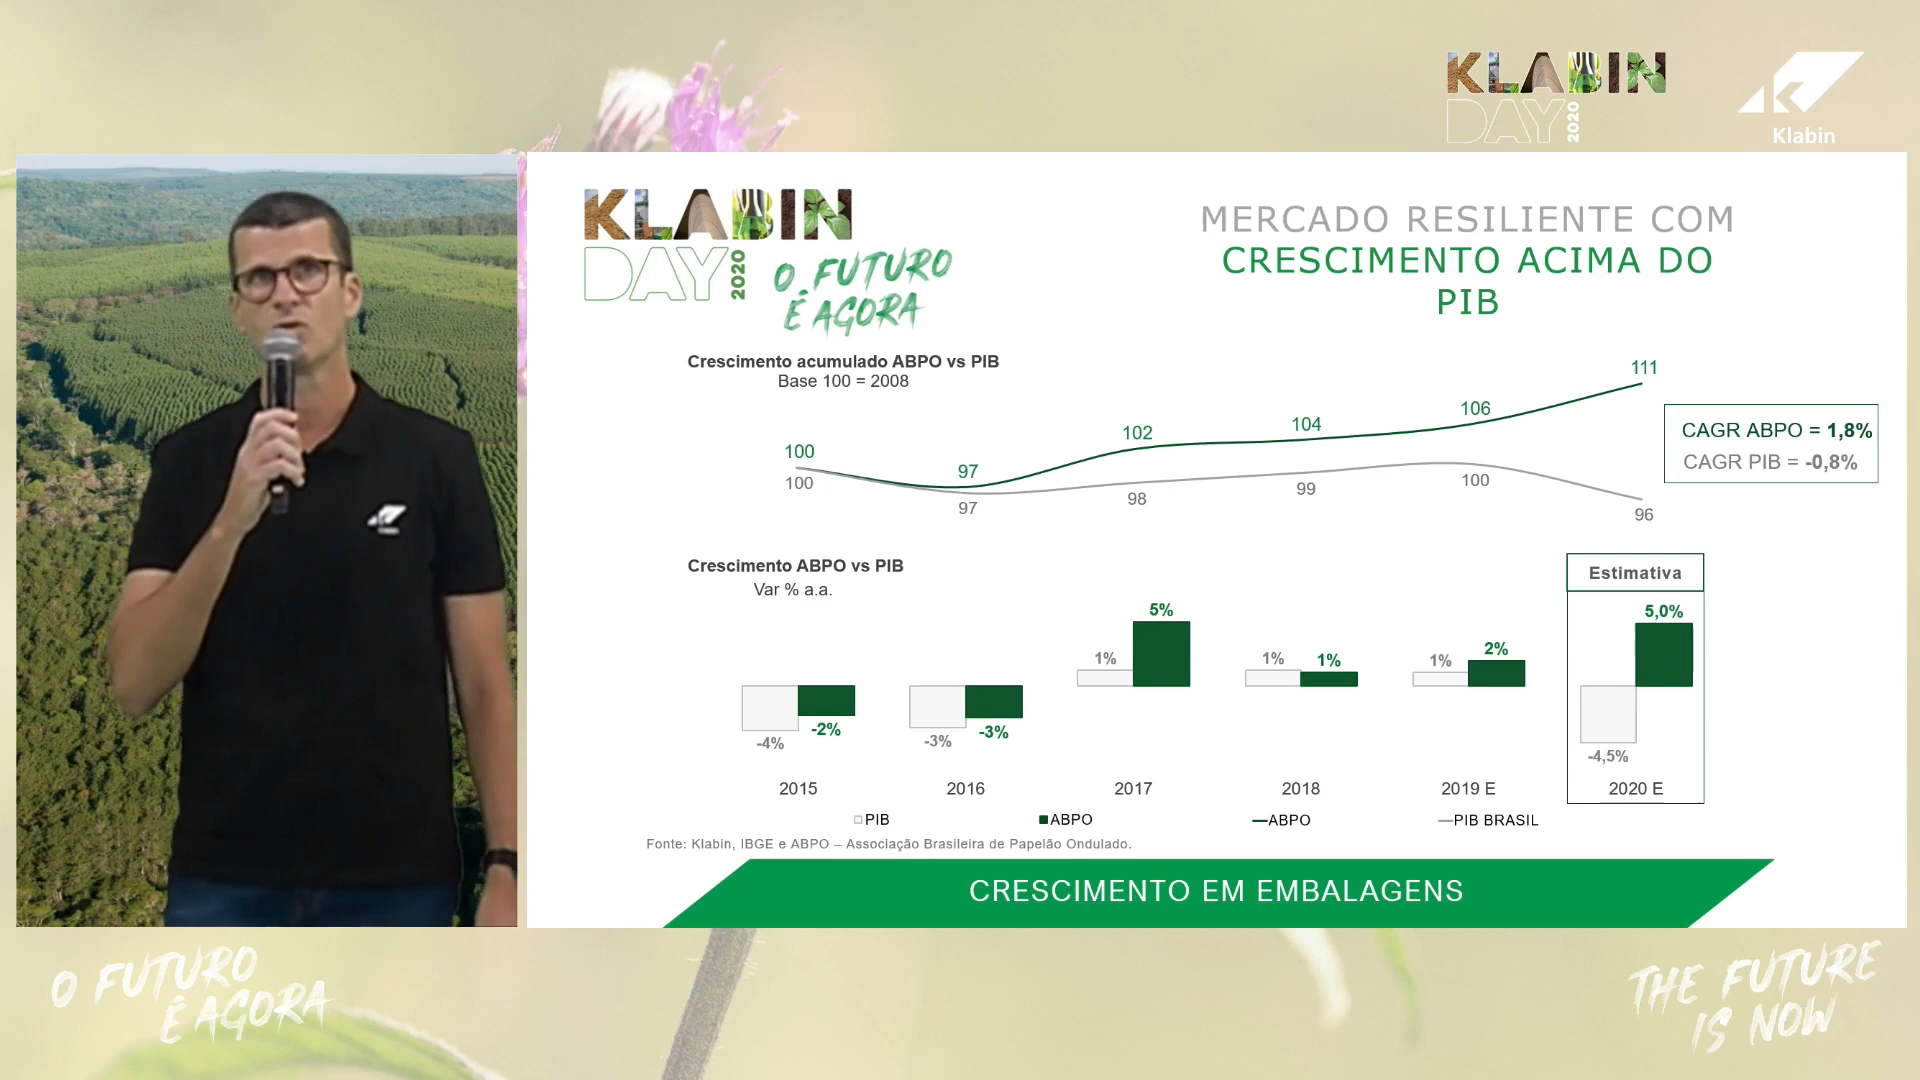 KLABIN
DAY 2020
Klabin
KLABIN
DAY 2020
O FUTURO
É AGORA
MERCADO RESILIENTE COM
CRESCIMENTO ACIMA DO
PIB
Crescimento acumulado ABPO vs PIB
Base 100 = 2008
100 97 102 104 106 111
100 97 98 99 100 96
CAGR ABPO = 1,8%
CAGR PIB = -0,8%
Crescimento ABPO vs PIB
Var % a.a.
Estimativa
-4% -2% -3% -3% 1% 5% 1% 1% 1% 2% -4,5% 5,0%
2015 2016 2017 2018 2019 E 2020 E
PIB ABPO ABPO PIB BRASIL
Fonte: Klabin, IBGE e ABPO – Associação Brasileira de Papelão Ondulado.
CRESCIMENTO EM EMBALAGENS
O FUTURO
É AGORA
THE FUTURE
IS NOW